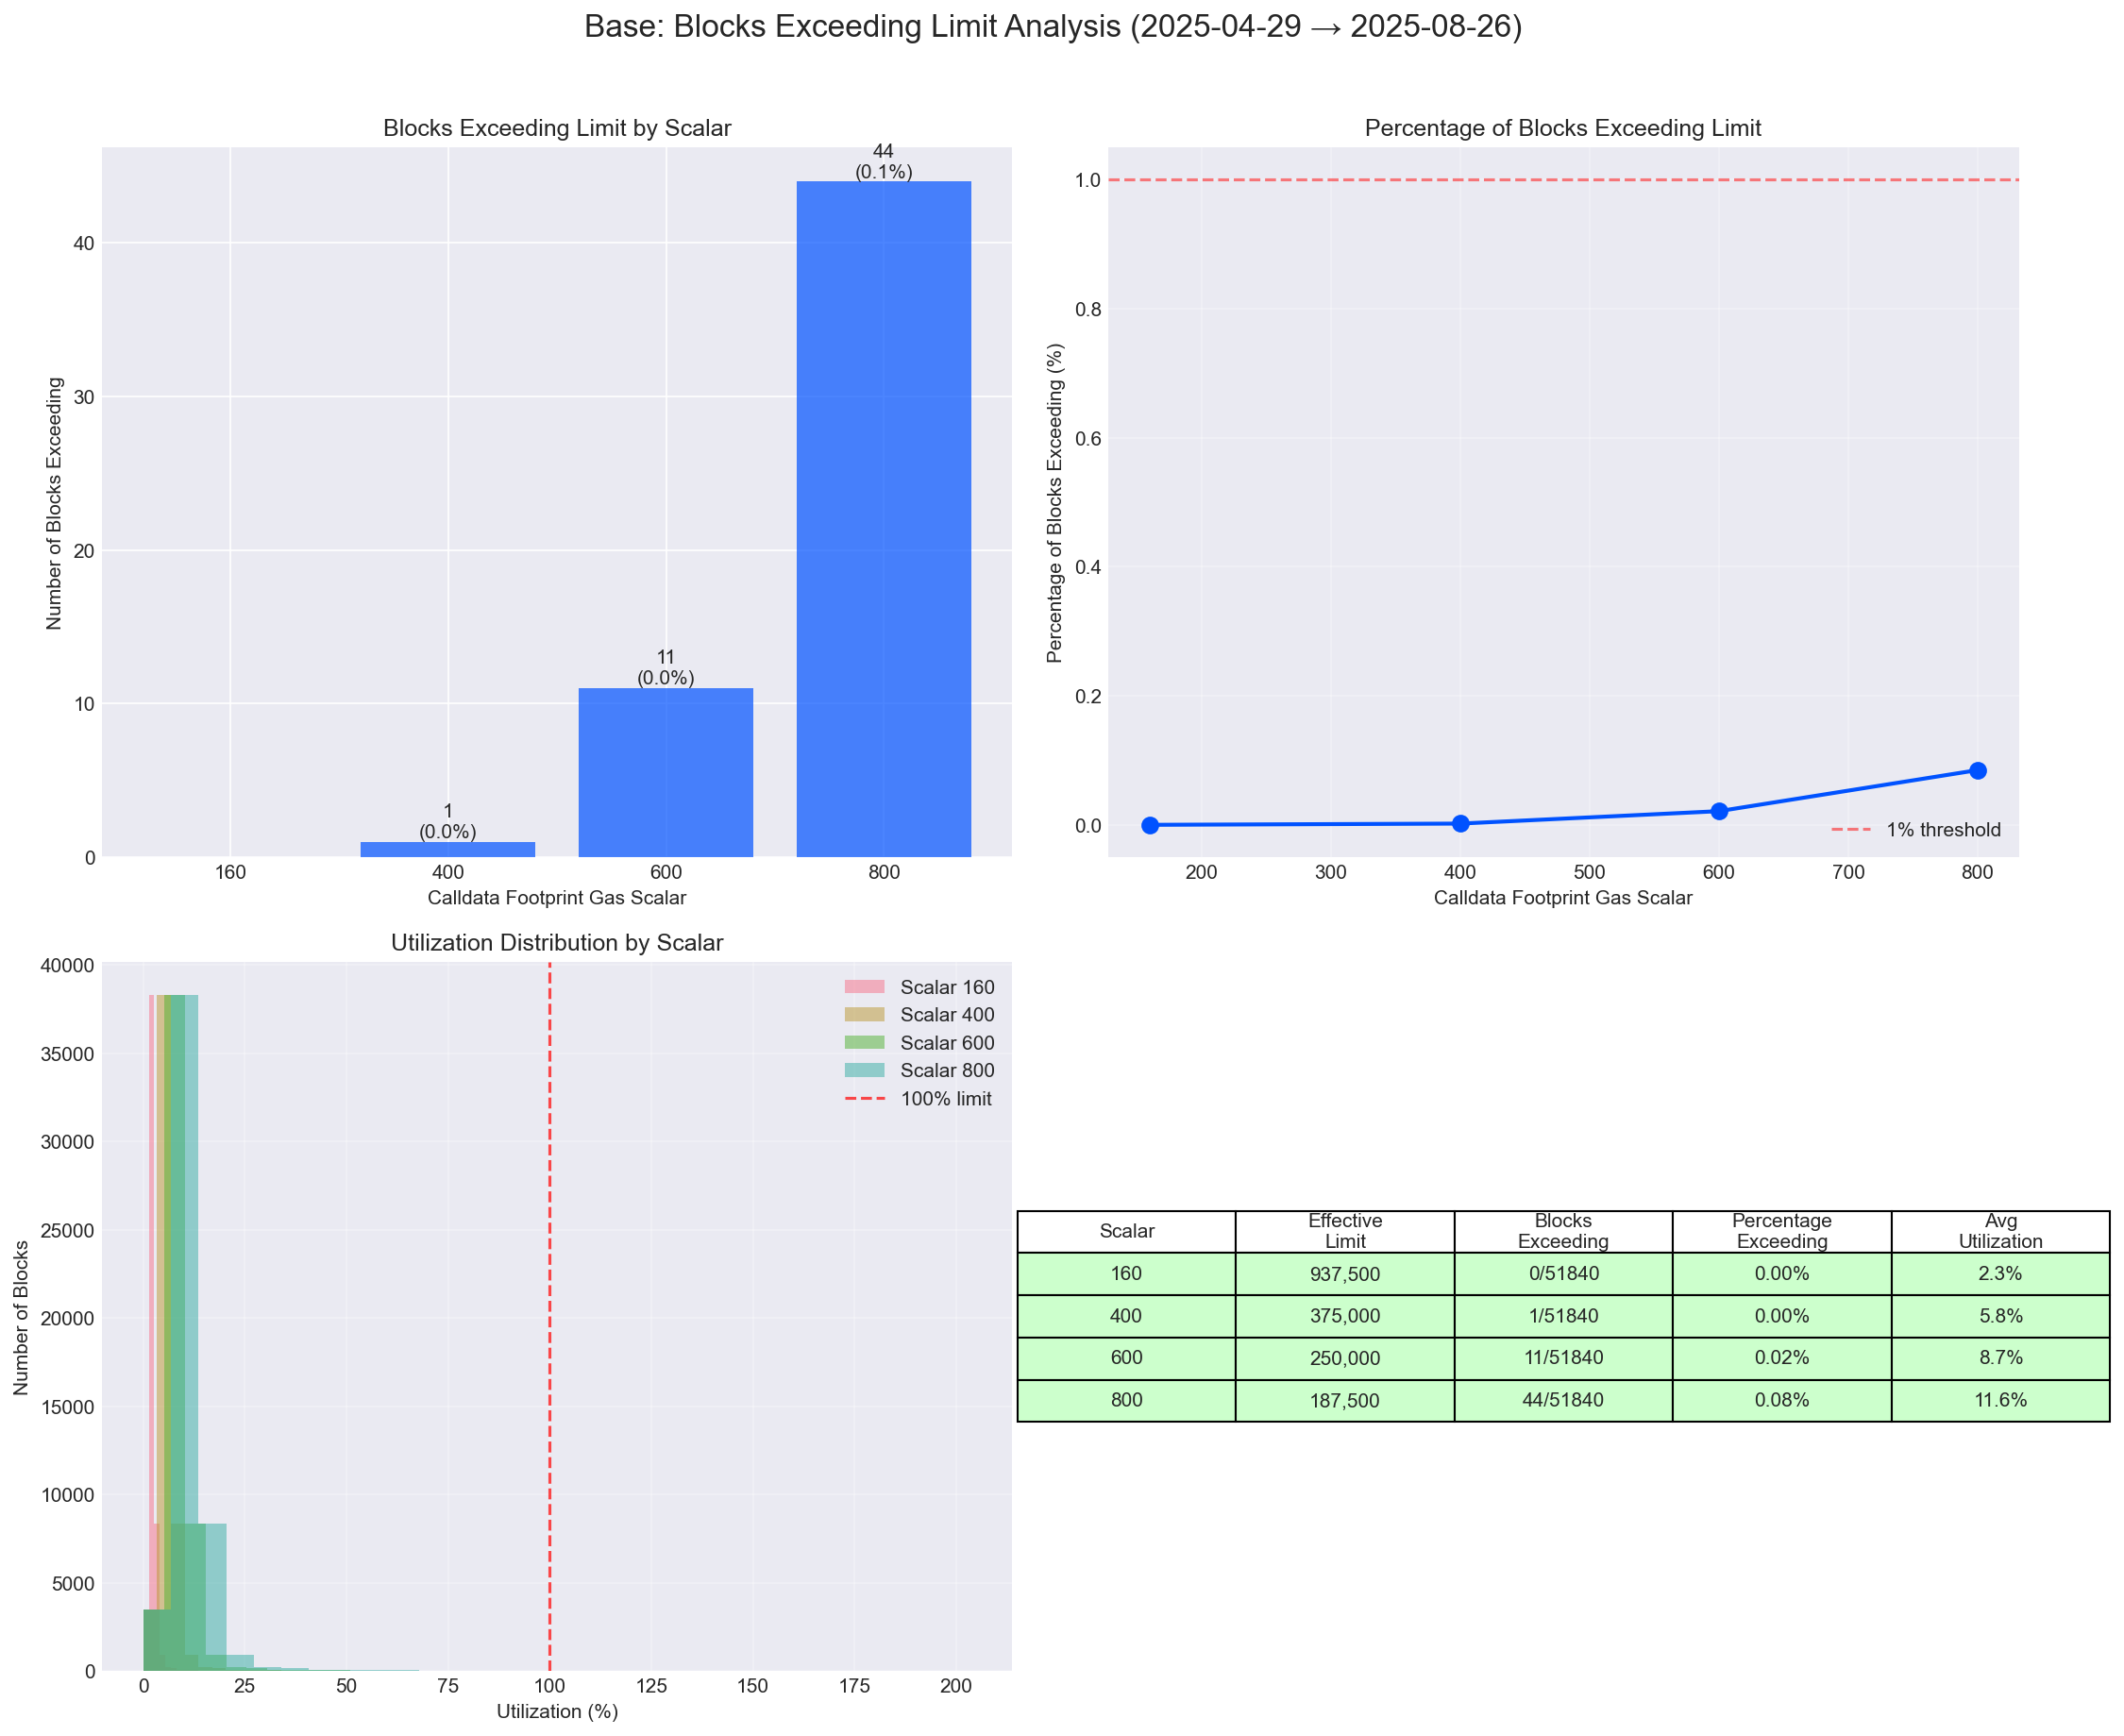 Base: Blocks Exceeding Limit Analysis (2025-04-29 → 2025-08-26)
Blocks Exceeding Limit by Scalar
Number of Blocks Exceeding
40
30
20
10
0
44
(0.1%)
11
(0.0%)
1
(0.0%)
160 400 600 800
Calldata Footprint Gas Scalar
Percentage of Blocks Exceeding Limit
Percentage of Blocks Exceeding (%)
1.0
0.8
0.6
0.4
0.2
0.0
1% threshold
200 300 400 500 600 700 800
Calldata Footprint Gas Scalar
Utilization Distribution by Scalar
Number of Blocks
40000
35000
30000
25000
20000
15000
10000
5000
0
Scalar 160
Scalar 400
Scalar 600
Scalar 800
100% limit
0 25 50 75 100 125 150 175 200
Utilization (%)
Scalar Effective Limit Blocks Exceeding Percentage Exceeding Avg Utilization
160 937,500 0/51840 0.00% 2.3%
400 375,000 1/51840 0.00% 5.8%
600 250,000 11/51840 0.02% 8.7%
800 187,500 44/51840 0.08% 11.6%